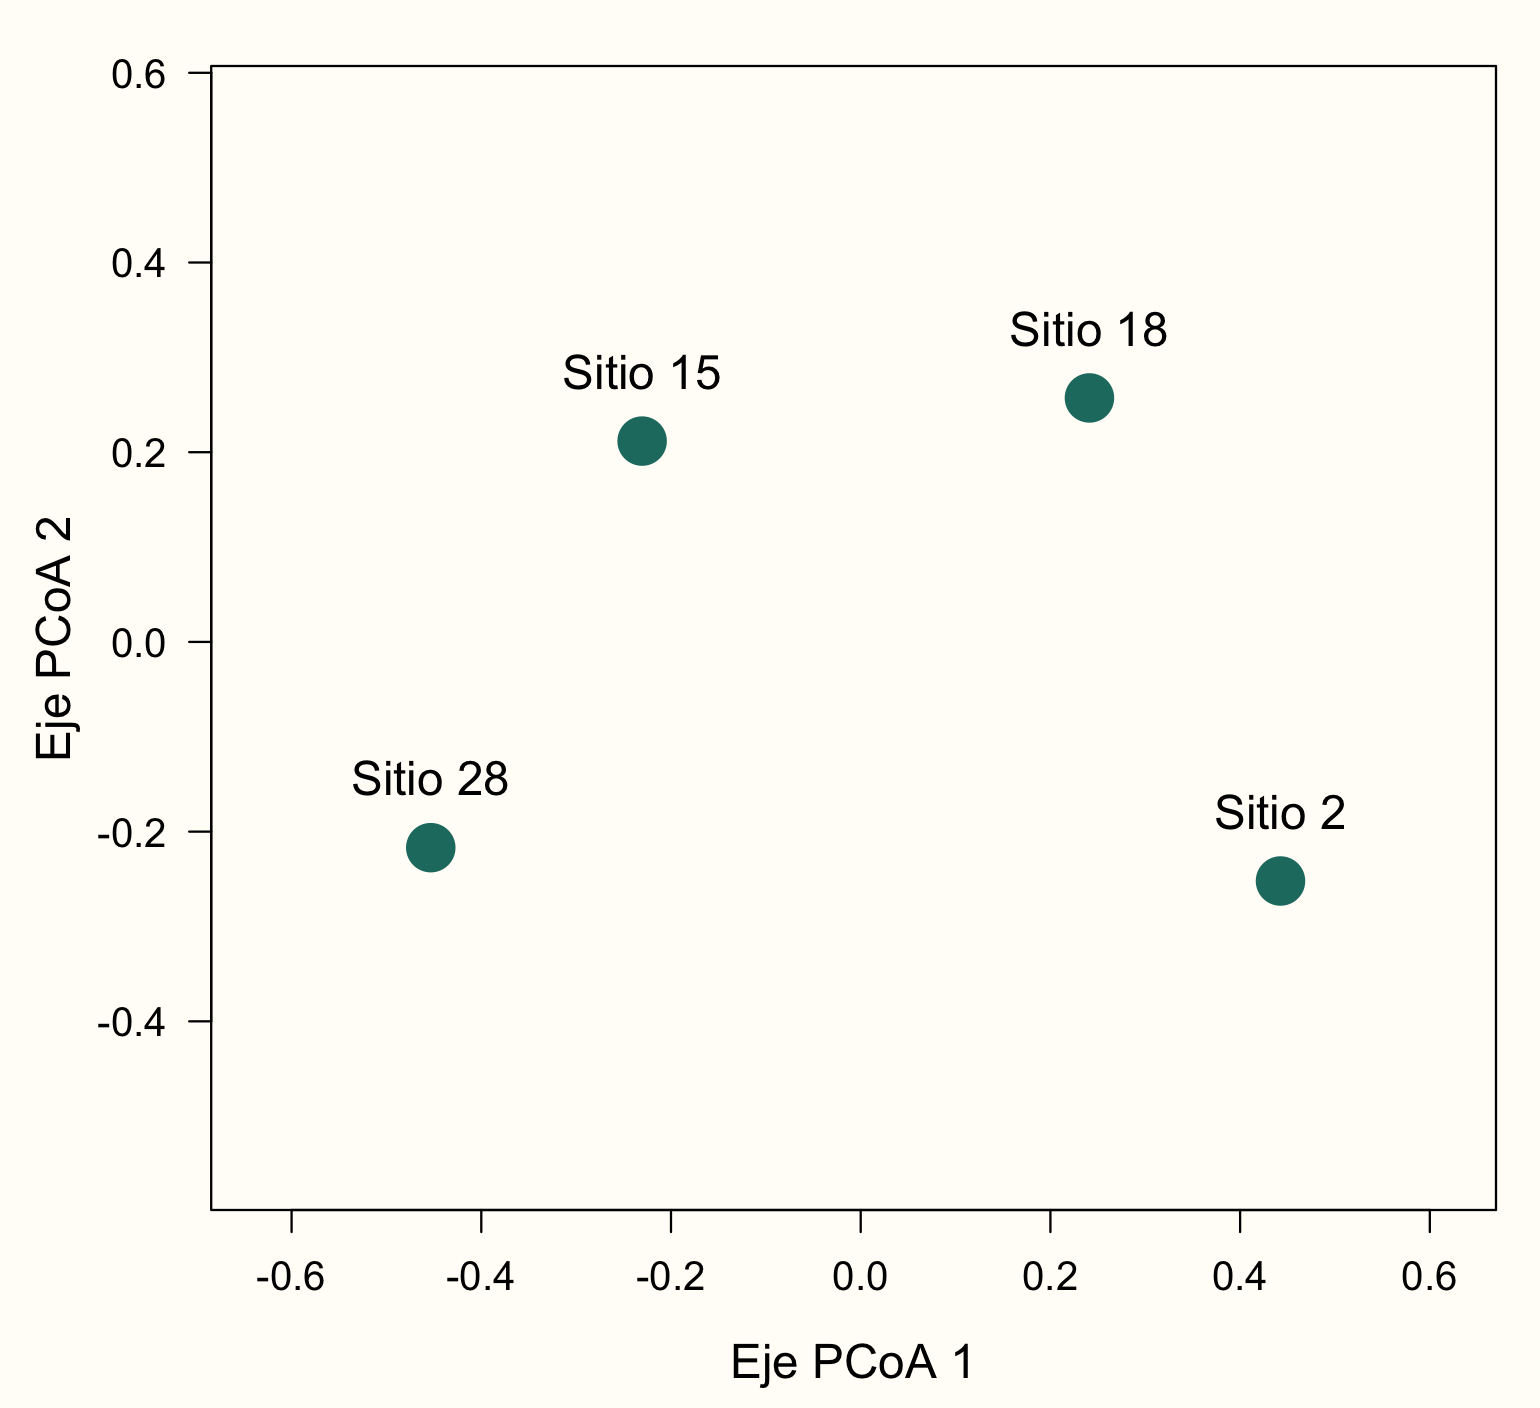 0.6
0.4
0.2
0.0
-0.2
-0.4
Eje PCoA 2
Sitio 18
Sitio 15
Sitio 28
Sitio 2
-0.6 -0.4 -0.2 0.0 0.2 0.4 0.6
Eje PCoA 1